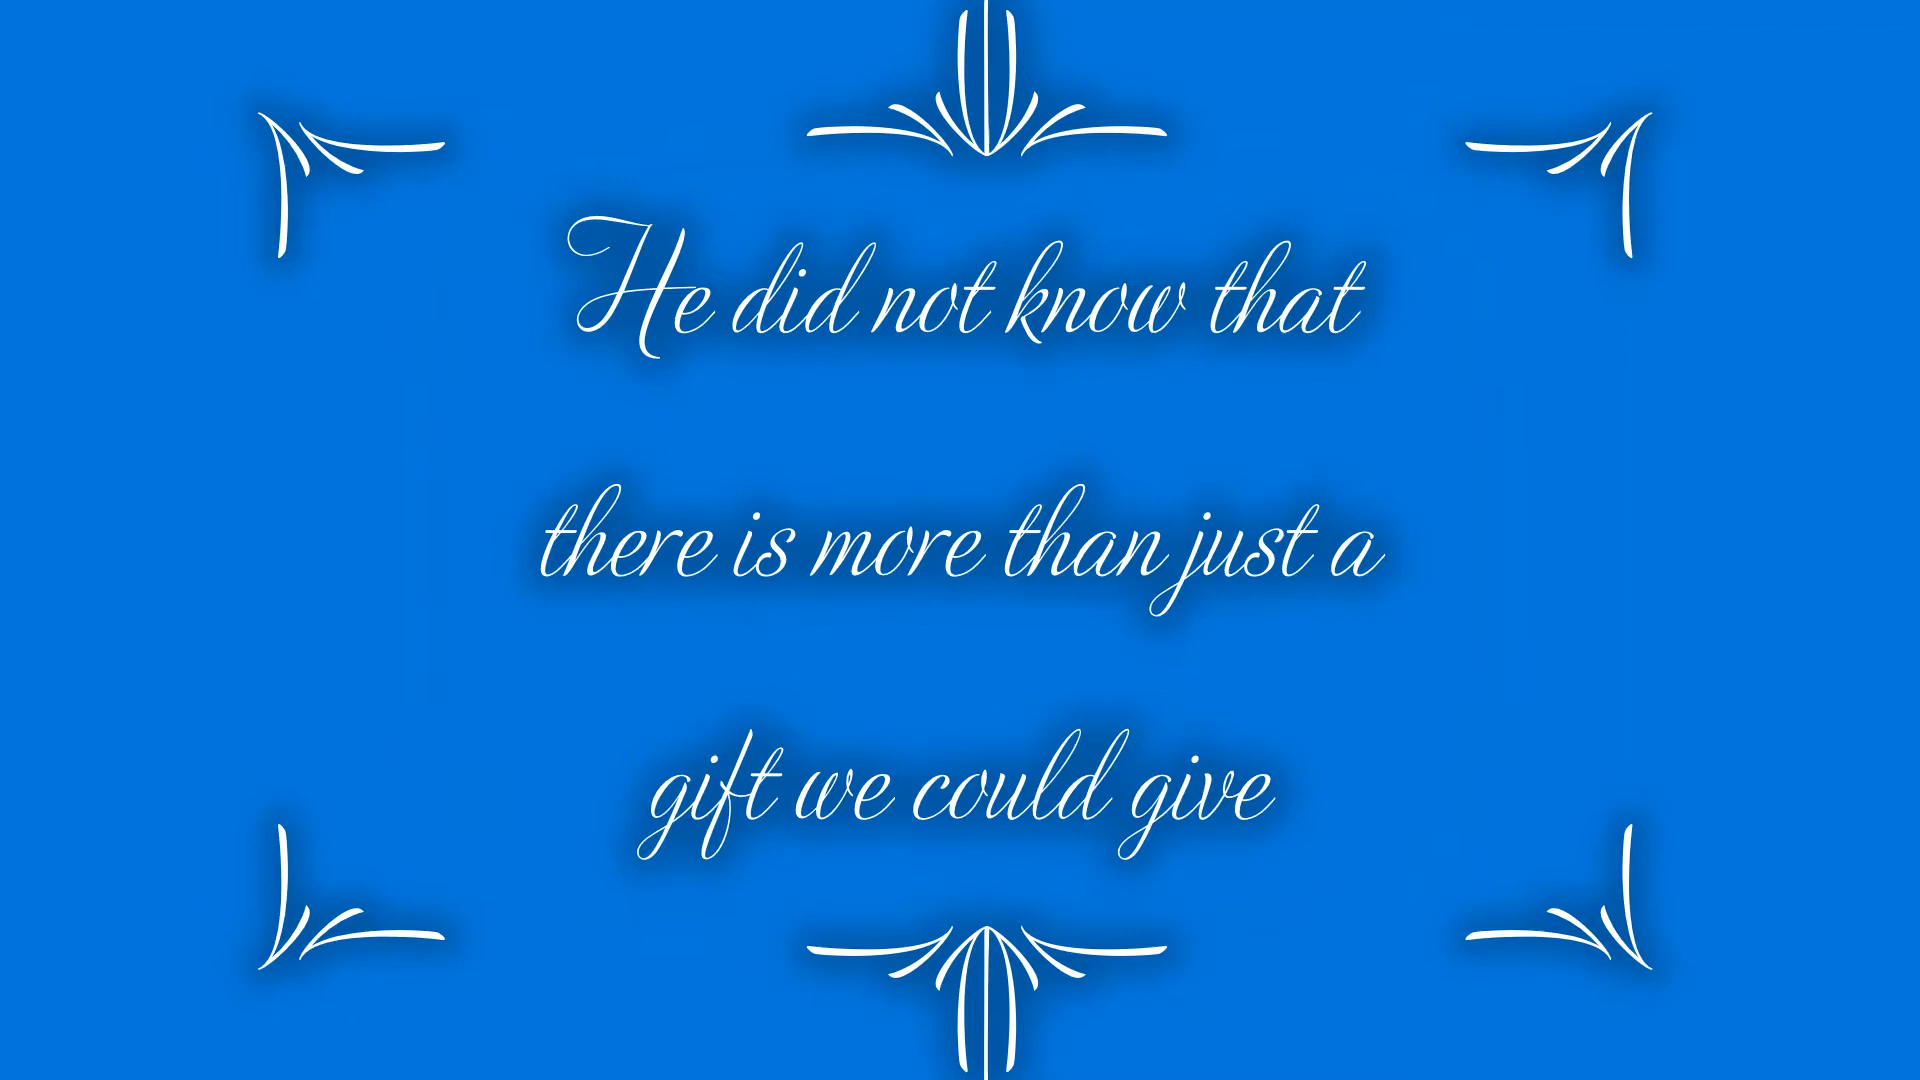 He did not know that
there is more than just a
gift we could give